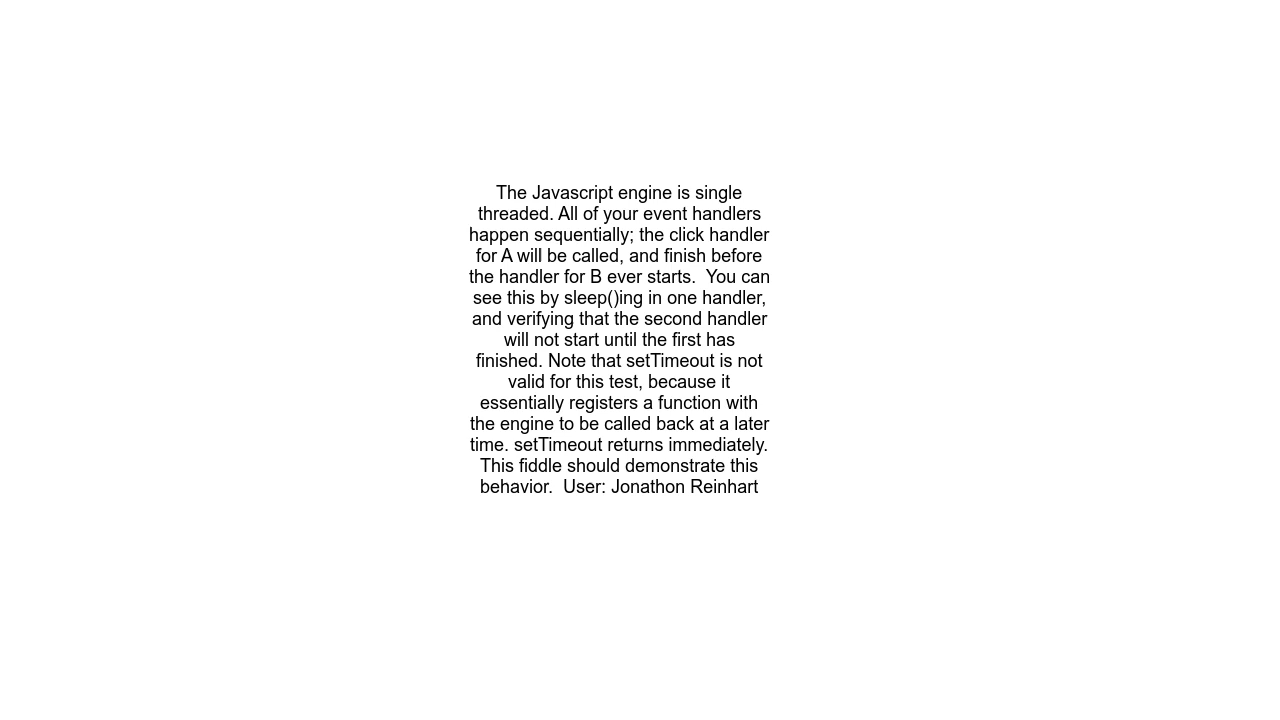 The Javascript engine is single
threaded. All of your event handlers
happen sequentially; the click handler
for A will be called, and finish before
the handler for B ever starts.  You can
see this by sleep()ing in one handler,
and verifying that the second handler
will not start until the first has
finished. Note that setTimeout is not
valid for this test, because it
essentially registers a function with
the engine to be called back at a later
time. setTimeout returns immediately.
This fiddle should demonstrate this
behavior.  User: Jonathon Reinhart